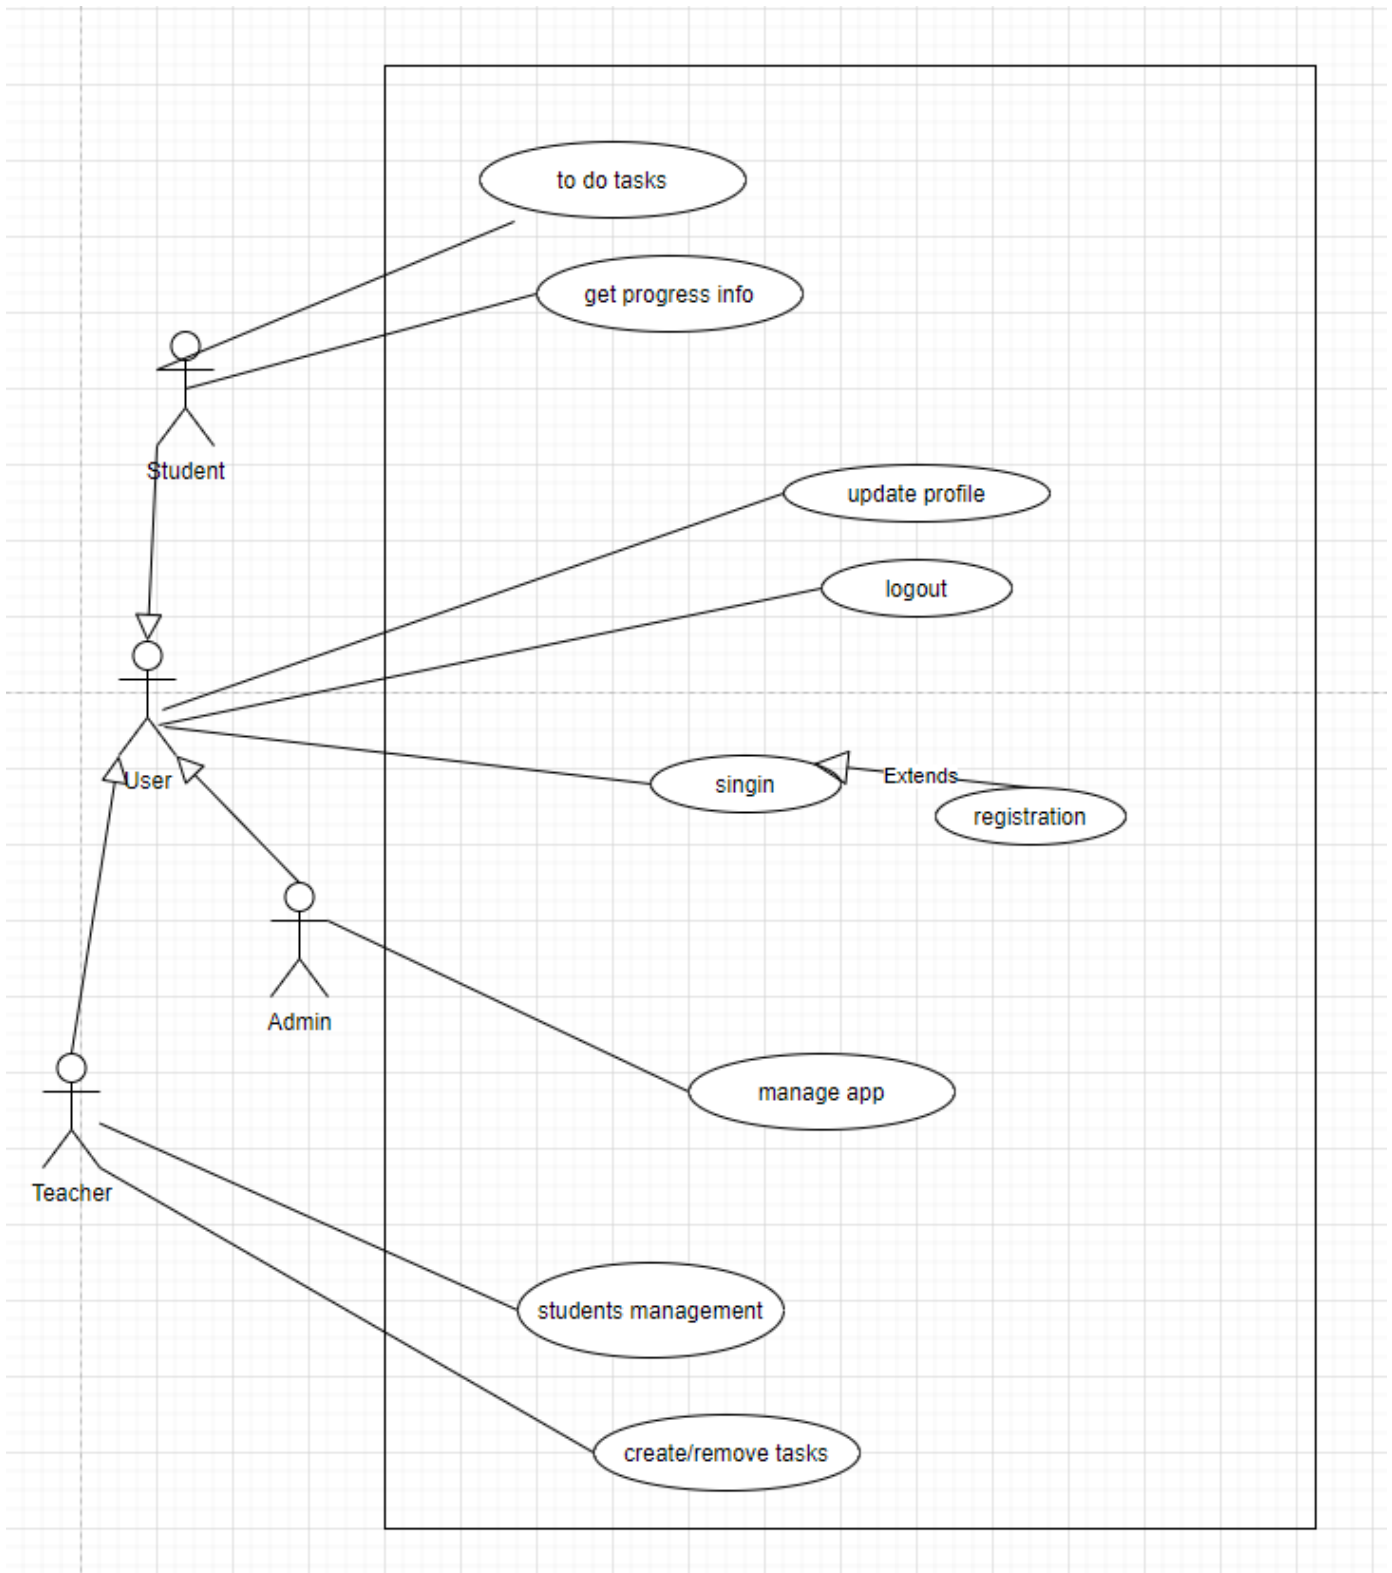 to do tasks
get progress info
Student
update profile
logout
User
singin
Extends
registration
Admin
manage app
Teacher
students management
create/remove tasks